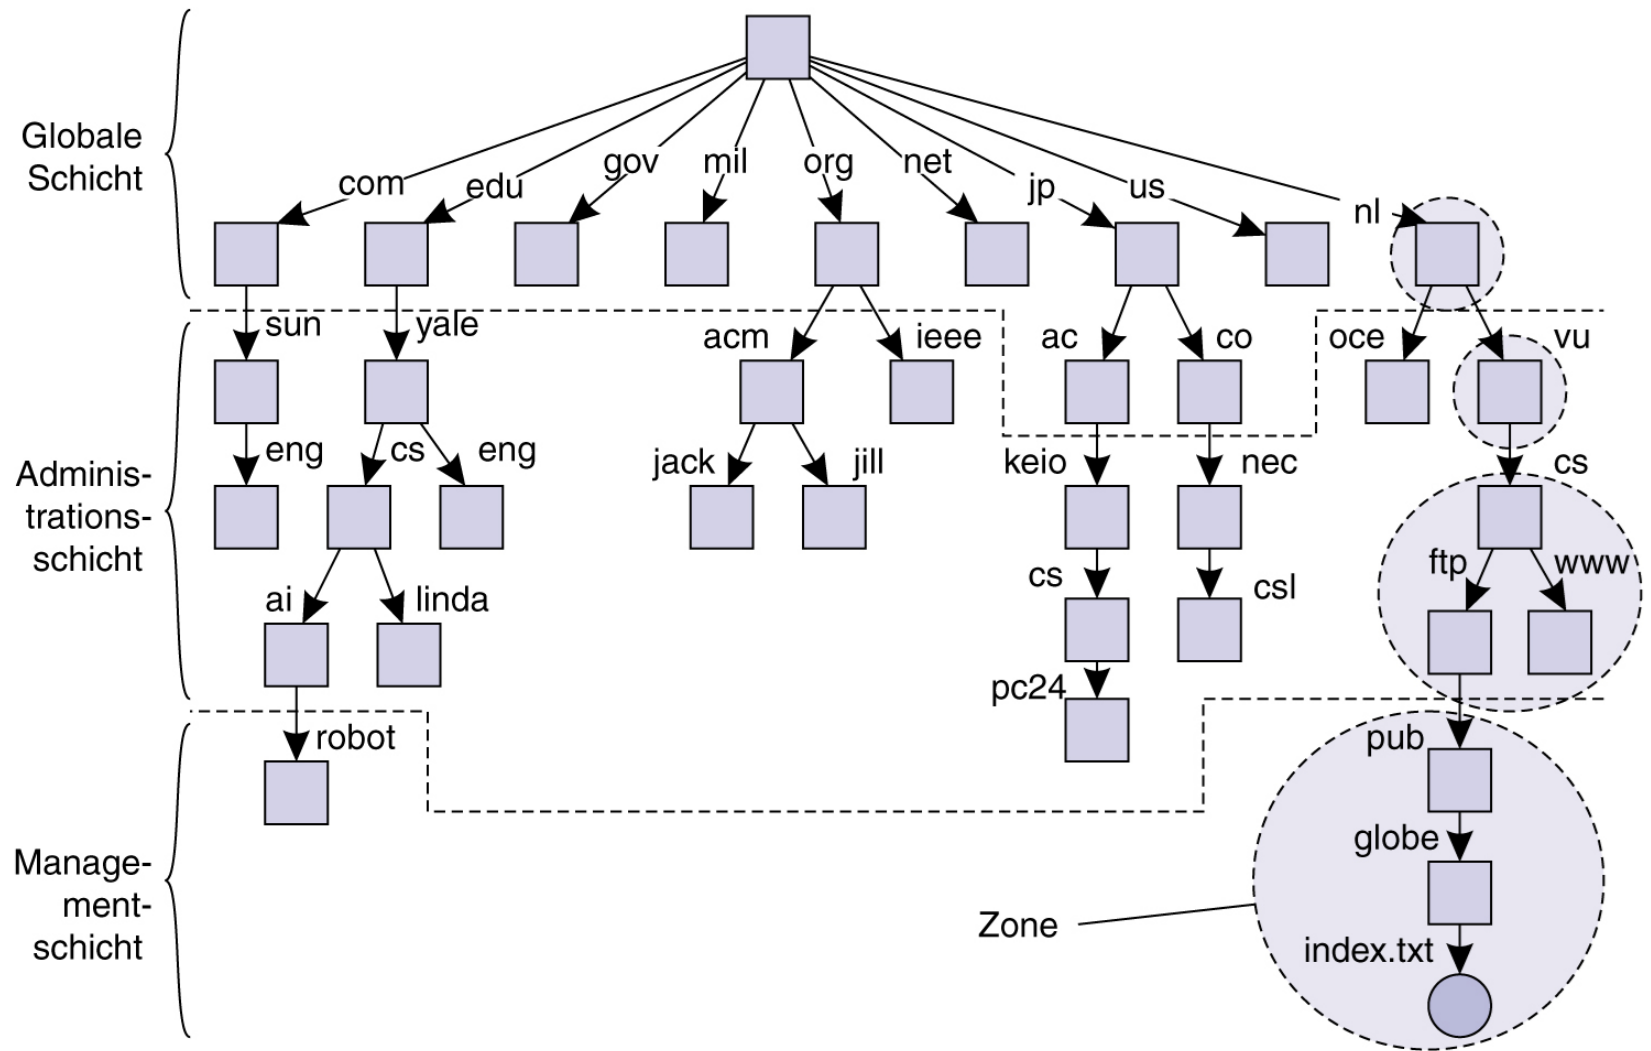 Globale
Schicht
com
edu
gov
mil
org
net
jp
us
nl
sun
yale
acm
ieee
ac
co
oce
vu
Adminis-
trations-
schicht
eng
cs
eng
jack
jill
keio
nec
cs
ai
linda
cs
csl
ftp
www
pc24
Manage-
ment-
schicht
robot
pub
globe
Zone
index.txt